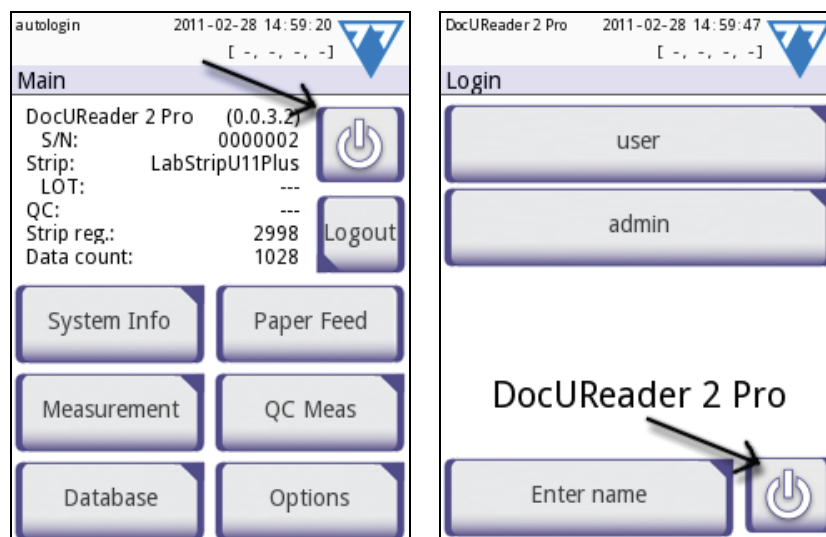 autologin 2011-02-28 14:59:20
[ -, -, -, -]
Main
DocUReader 2 Pro (0.0.3.2)
S/N: 0000002
Strip: LabStripU11Plus
LOT: ---
QC: ---
Strip reg.: 2998
Data count: 1028
Logout
System Info Paper Feed
Measurement QC Meas
Database Options
DocUReader 2 Pro 2011-02-28 14:59:47
[ -, -, -, -]
Login
user
admin
DocUReader 2 Pro
Enter name